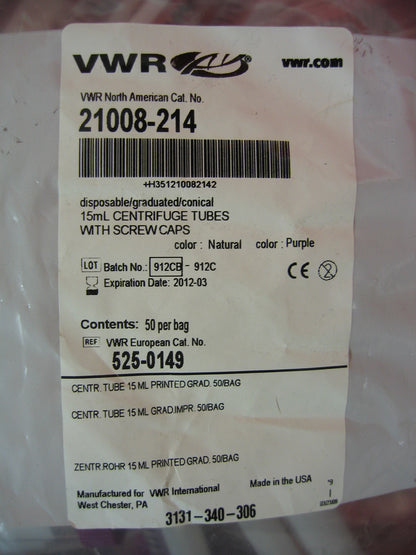 VWR
vwr.com
VWR North American Cat. No.
21008-214
+H351210082142
disposable/graduated/conical
15mL CENTRIFUGE TUBES
WITH SCREW CAPS
color : Natural color : Purple
LOT Batch No.: 912CB - 912C
CE 2
Expiration Date: 2012-03
Contents: 50 per bag
REF VWR European Cat. No.
525-0149
CENTR. TUBE 15 ML PRINTED GRAD. 50/BAG
CENTR. TUBE 15 ML GRAD.IMPR. 50/BAG
ZENTR.ROHR 15 ML PRINTED GRAD. 50/BAG
Manufactured for VWR International
West Chester, PA
Made in the USA
3131-340-306